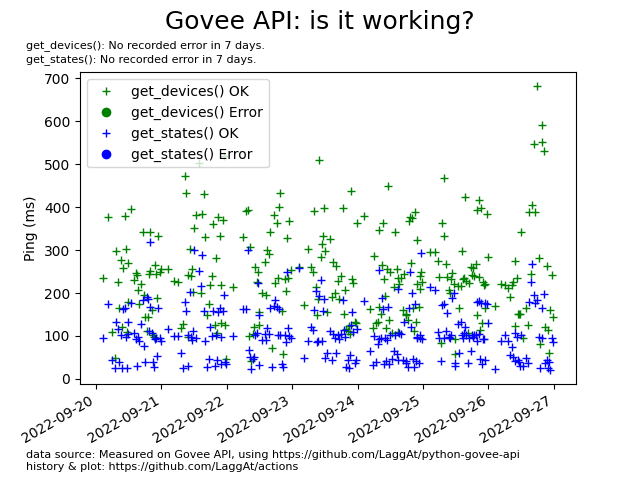 Govee API: is it working?
get_devices(): No recorded error in 7 days.
get_states(): No recorded error in 7 days.
get_devices() OK
get_devices() Error
get_states() OK
get_states() Error
Ping (ms)
700
600
500
400
300
200
100
0
2022-09-20
2022-09-21
2022-09-22
2022-09-23
2022-09-24
2022-09-25
2022-09-26
2022-09-27
data source: Measured on Govee API, using https://github.com/LaggAt/python-govee-api
history & plot: https://github.com/LaggAt/actions